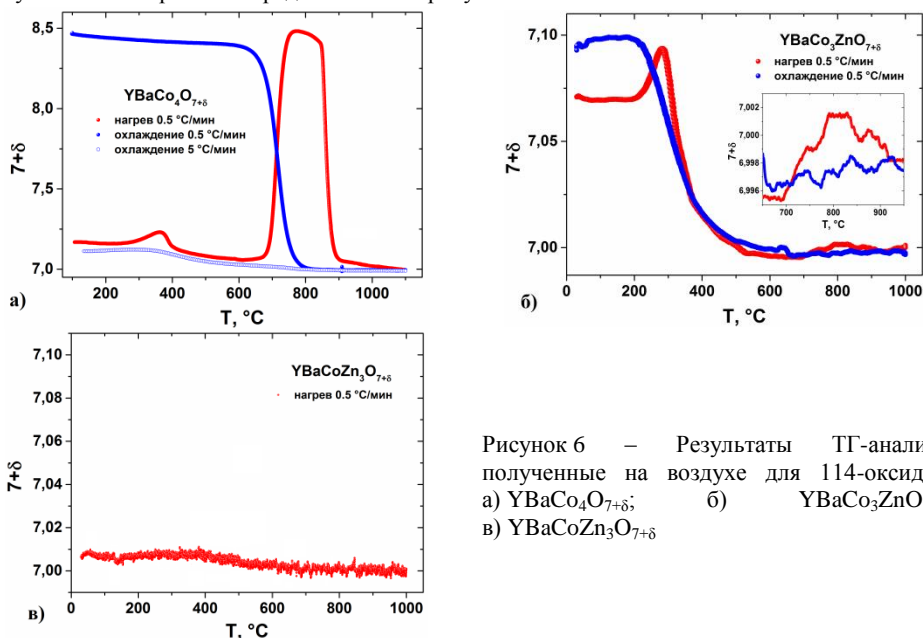 8,5
8,0
7,5
7,0
7+δ
YBaCo₄O₇₊δ
нагрев 0.5 °С/мин
охлаждение 0.5 °С/мин
охлаждение 5 °С/мин
200 400 600 800 1000
T, °C
а)
7,10
7,05
7,00
7+δ
YBaCo₃ZnO₇₊δ
нагрев 0.5 °С/мин
охлаждение 0.5 °С/мин
7,002
7,000
6,998
6,996
7+δ
700 800 900
T, °C
0 200 400 600 800 1000
T, °C
б)
7,10
7,08
7,06
7,04
7,02
7,00
7+δ
YBaCoZn₃O₇₊δ
нагрев 0.5 °С/мин
0 200 400 600 800 1000
T, °C
в)
Рисунок 6 – Результаты ТГ-анали
полученные на воздухе для 114-оксид
а) YBaCo₄O₇₊δ; б) YBaCo₃ZnO
в) YBaCoZn₃O₇₊δ